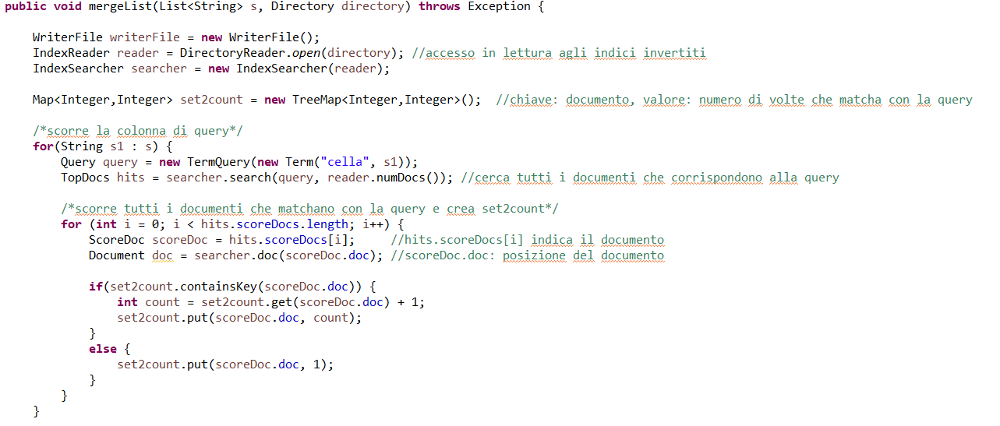 public void mergeList(List<String> s, Directory directory) throws Exception {
WriterFile writerFile = new WriterFile();
IndexReader reader = DirectoryReader.open(directory); //accesso in lettura agli indici invertiti
IndexSearcher searcher = new IndexSearcher(reader);
Map<Integer,Integer> set2count = new TreeMap<Integer,Integer>(); //chiave: documento, valore: numero di volte che matcha con la query
/*scorre la colonna di query*/
for(String s1 : s) {
Query query = new TermQuery(new Term("cella", s1));
TopDocs hits = searcher.search(query, reader.numDocs()); //cerca tutti i documenti che corrispondono alla query
/*scorre tutti i documenti che matchano con la query e crea set2count*/
for (int i = 0; i < hits.scoreDocs.length; i++) {
ScoreDoc scoreDoc = hits.scoreDocs[i]; //hits.scoreDocs[i] indica il documento
Document doc = searcher.doc(scoreDoc.doc); //scoreDoc.doc: posizione del documento
if(set2count.containsKey(scoreDoc.doc)) {
int count = set2count.get(scoreDoc.doc) + 1;
set2count.put(scoreDoc.doc, count);
}
else {
set2count.put(scoreDoc.doc, 1);
}
}
}